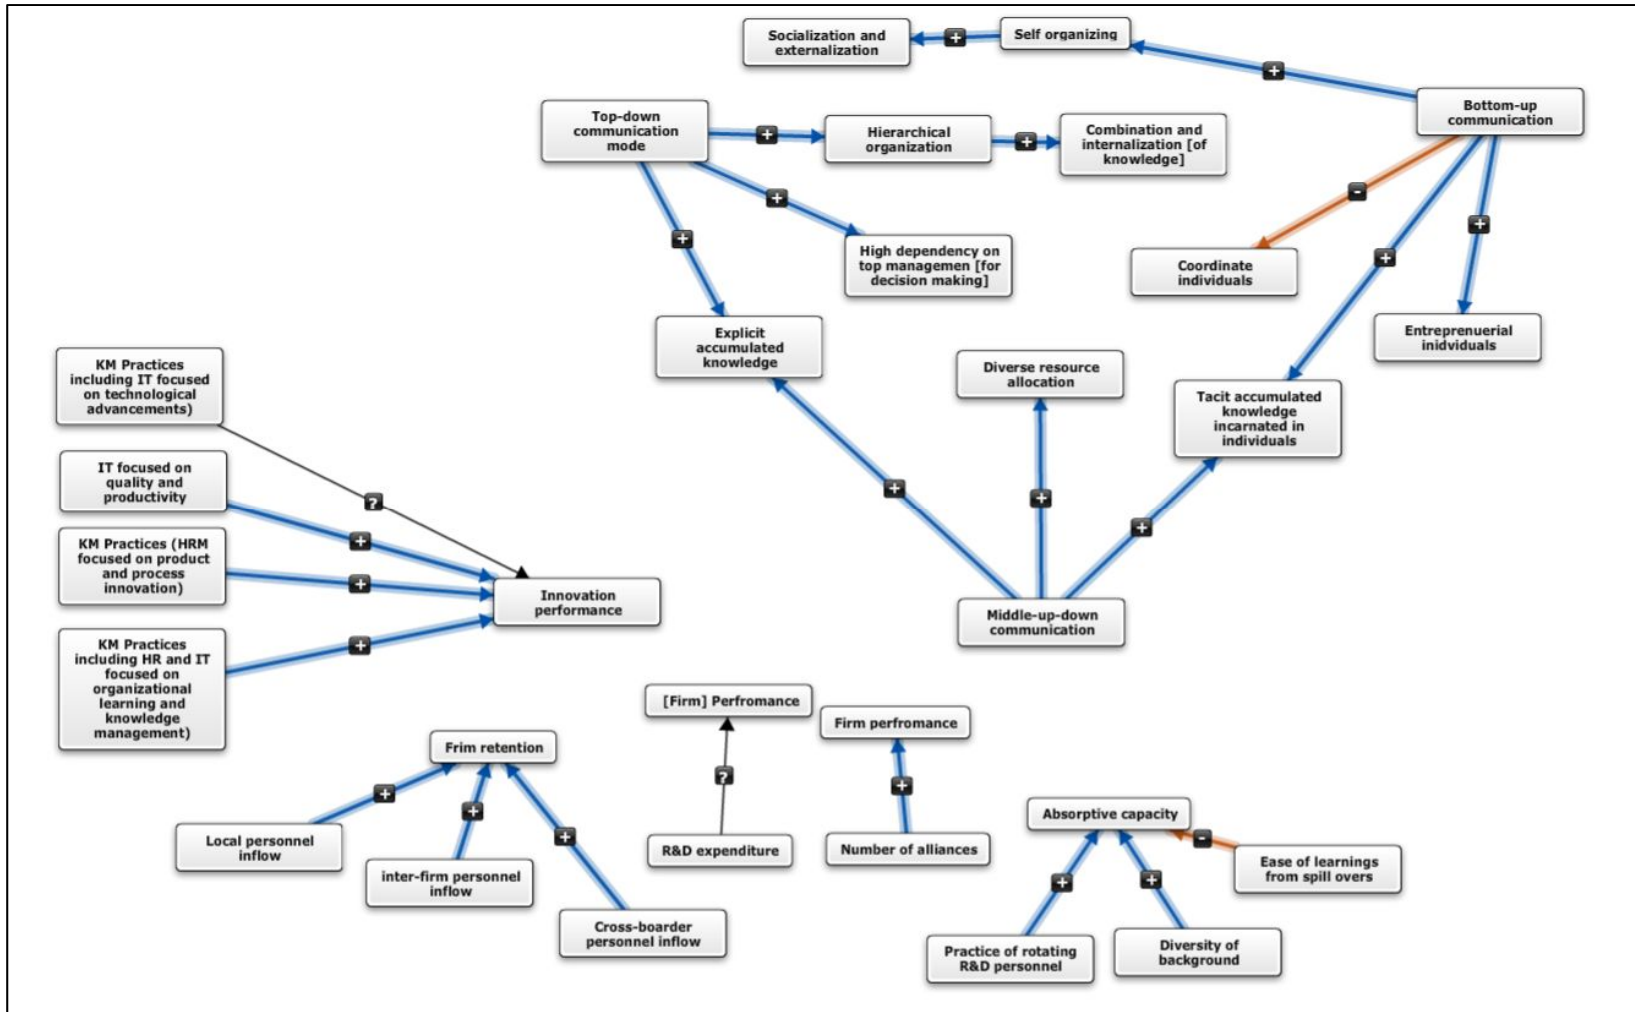 Socialization and
externalization
+
Self organizing
+
Bottom-up
communication
Top-down
communication
mode
+
Hierarchical
organization
+
Combination and
internalization [of
knowledge]
+
-
+
+
+
High dependency on
top managemen [for
decision making]
Coordinate
individuals
Entreprenuerial
inidviduals
Explicit
accumulated
knowledge
Diverse resource
allocation
Tacit accumulated
knowledge
incarnated in
individuals
KM Practices
including IT focused
on technological
advancements)
?
IT focused on
quality and
productivity
+
KM Practices (HRM
focused on product
and process
innovation)
+
KM Practices
including HR and IT
focused on
organizational
learning and
knowledge
management)
+
Innovation
performance
+
+
+
Middle-up-down
communication
Frim retention
+
+
+
Local personnel
inflow
inter-firm personnel
inflow
Cross-boarder
personnel inflow
[Firm] Perfromance
?
R&D expenditure
Firm perfromance
+
Number of alliances
Absorptive capacity
-
+
+
Ease of learnings
from spill overs
Practice of rotating
R&D personnel
Diversity of
background